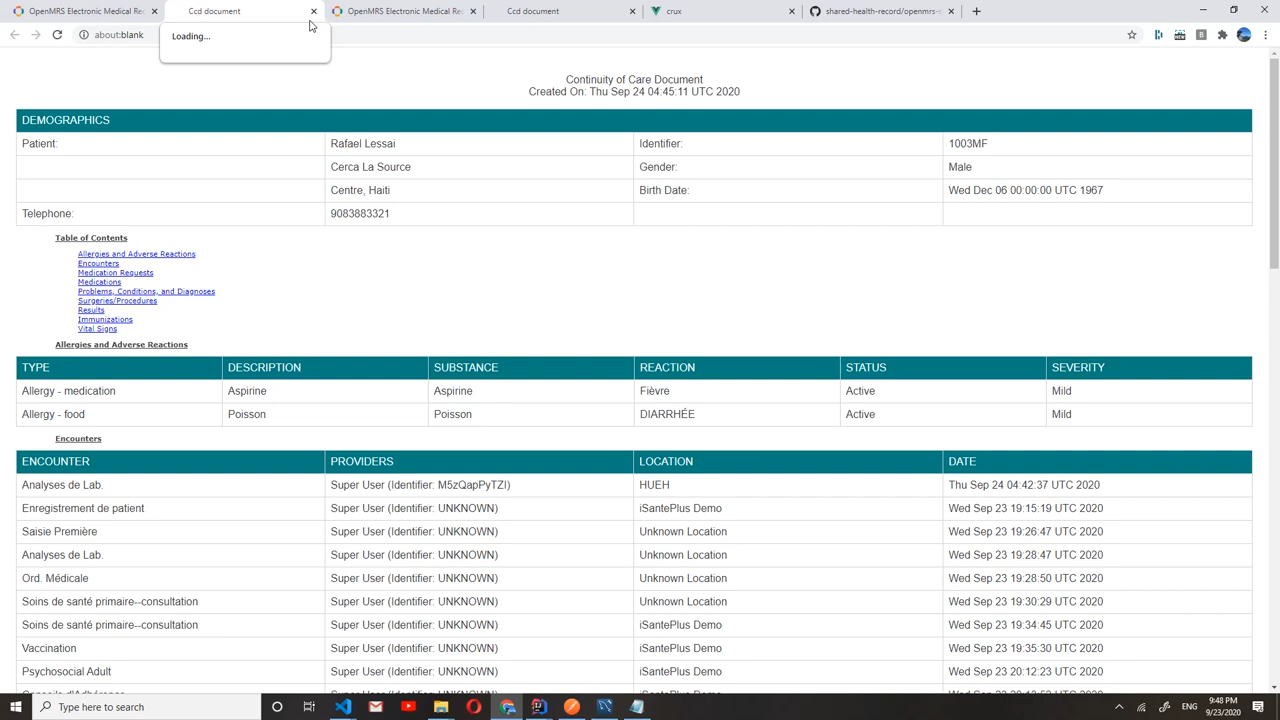 OpenMRS Electronic Medical Re
Ccd document
OpenMRS Electronic Medical Re
Ccd document
crux
shared-health-record/openmrs-s
about:blank
Loading...
Continuity of Care Document
Created On: Thu Sep 24 04:45:11 UTC 2020
DEMOGRAPHICS
Patient: Rafael Lessai Identifier: 1003MF
Cerca La Source Gender: Male
Centre, Haiti Birth Date: Wed Dec 06 00:00:00 UTC 1967
Telephone: 9083883321
Table of Contents
Allergies and Adverse Reactions
Encounters
Medication Requests
Medications
Problems, Conditions, and Diagnoses
Surgeries/Procedures
Results
Immunizations
Vital Signs
Allergies and Adverse Reactions
TYPE DESCRIPTION SUBSTANCE REACTION STATUS SEVERITY
Allergy - medication Aspirine Aspirine Fièvre Active Mild
Allergy - food Poisson Poisson DIARRHÉE Active Mild
Encounters
ENCOUNTER PROVIDERS LOCATION DATE
Analyses de Lab. Super User (Identifier: M5zQapPyTZI) HUEH Thu Sep 24 04:42:37 UTC 2020
Enregistrement de patient Super User (Identifier: UNKNOWN) iSantePlus Demo Wed Sep 23 19:15:19 UTC 2020
Saisie Première Super User (Identifier: UNKNOWN) Unknown Location Wed Sep 23 19:26:47 UTC 2020
Analyses de Lab. Super User (Identifier: UNKNOWN) Unknown Location Wed Sep 23 19:28:47 UTC 2020
Ord. Médicale Super User (Identifier: UNKNOWN) Unknown Location Wed Sep 23 19:28:50 UTC 2020
Soins de santé primaire--consultation Super User (Identifier: UNKNOWN) Unknown Location Wed Sep 23 19:30:29 UTC 2020
Soins de santé primaire--consultation Super User (Identifier: UNKNOWN) iSantePlus Demo Wed Sep 23 19:34:45 UTC 2020
Vaccination Super User (Identifier: UNKNOWN) iSantePlus Demo Wed Sep 23 19:35:30 UTC 2020
Psychosocial Adult Super User (Identifier: UNKNOWN) iSantePlus Demo Wed Sep 23 20:12:23 UTC 2020
Type here to search
ENG
9:48 PM
9/23/2020